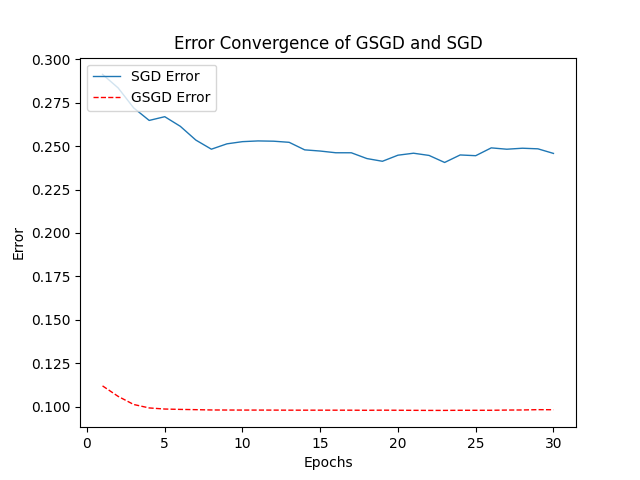 Error Convergence of GSGD and SGD
SGD Error
GSGD Error
Error
0.300
0.275
0.250
0.225
0.200
0.175
0.150
0.125
0.100
0 5 10 15 20 25 30
Epochs